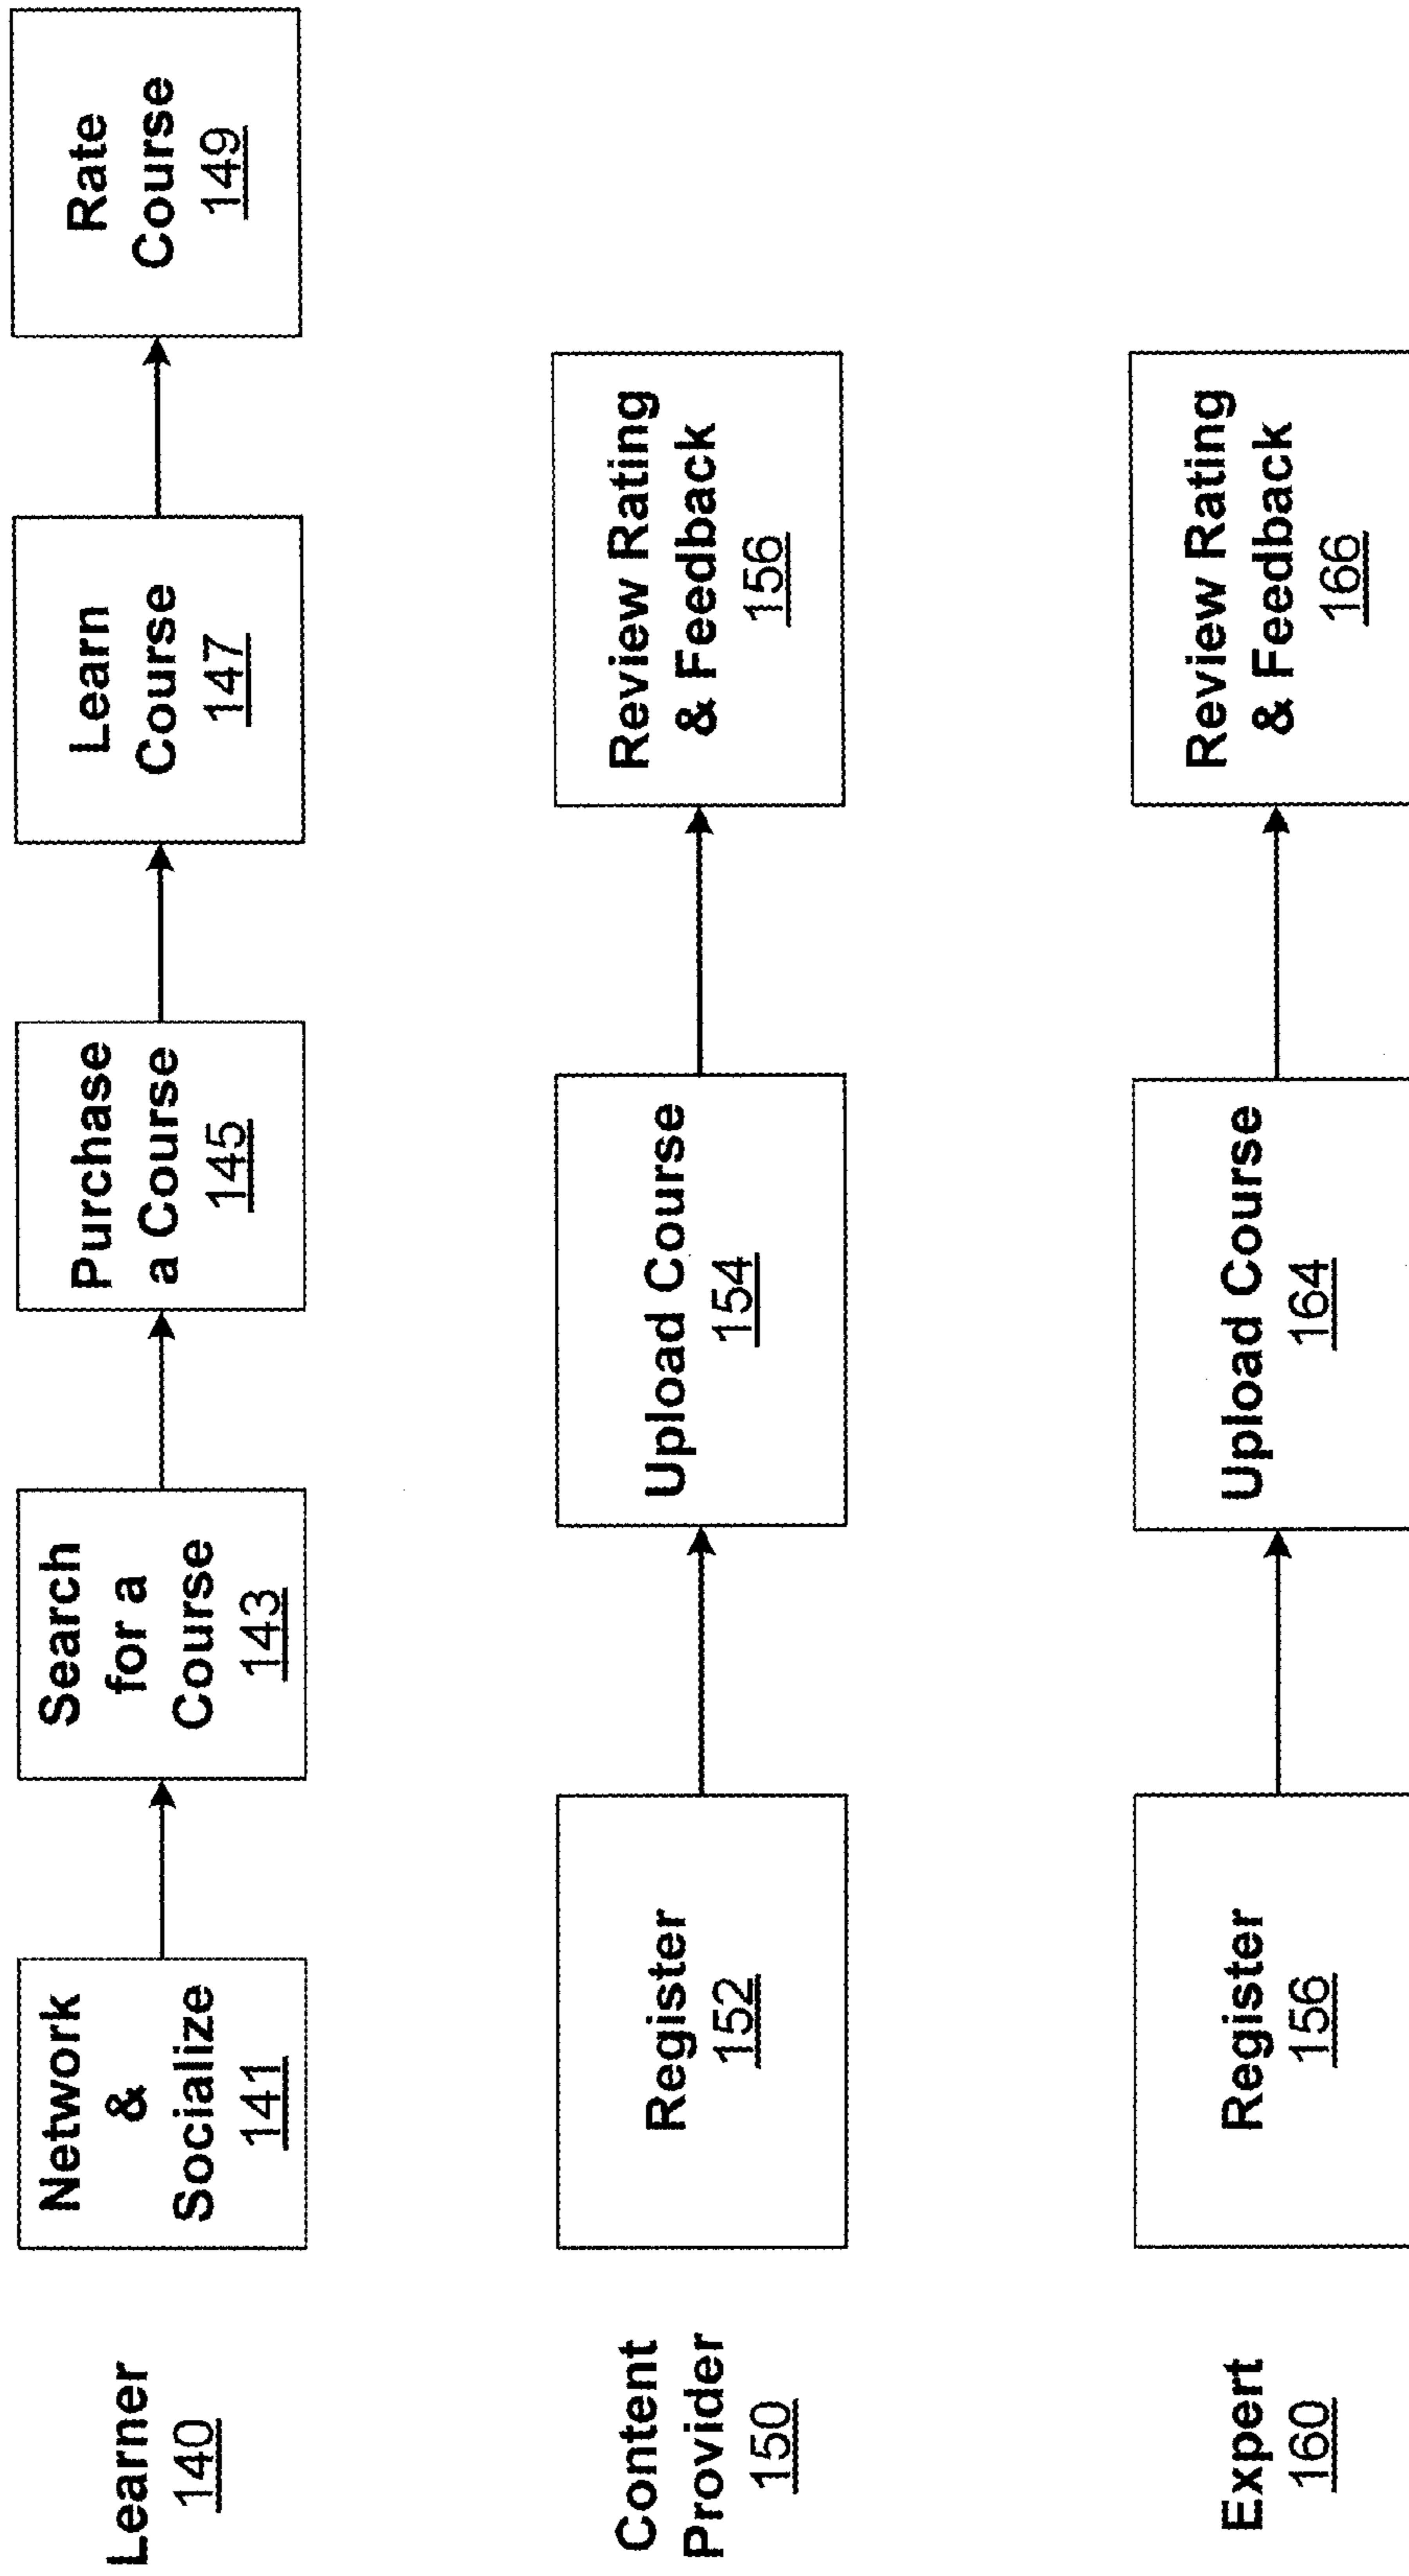 Learner
140
Network
&
Socialize
141
Search
for a
Course
143
Purchase
a Course
145
Learn
Course
147
Rate
Course
149
Content
Provider
150
Register
152
Upload Course
154
Review Rating
& Feedback
156
Expert
160
Register
156
Upload Course
164
Review Rating
& Feedback
166